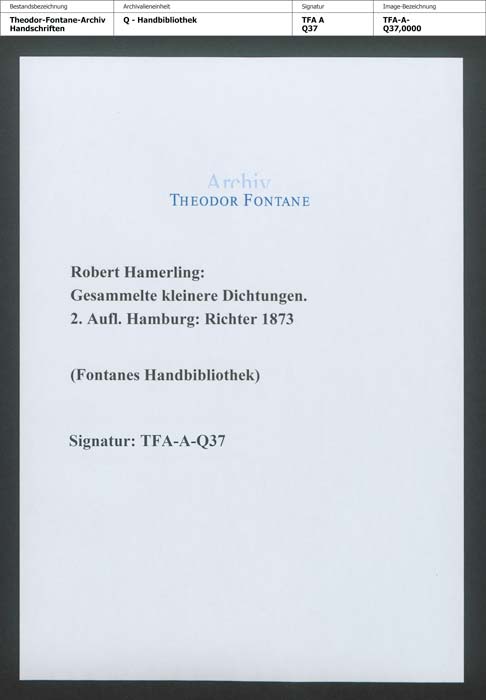 Bestandsbezeichnung Archivalieneinheit Signatur Image-Bezeichnung
Theodor-Fontane-Archiv Q - Handbibliothek TFA A TFA-A-
Handschriften Q37 Q37,0000
Archiv
THEODOR FONTANE
Robert Hamerling:
Gesammelte kleinere Dichtungen.
2. Aufl. Hamburg: Richter 1873
(Fontanes Handbibliothek)
Signatur: TFA-A-Q37